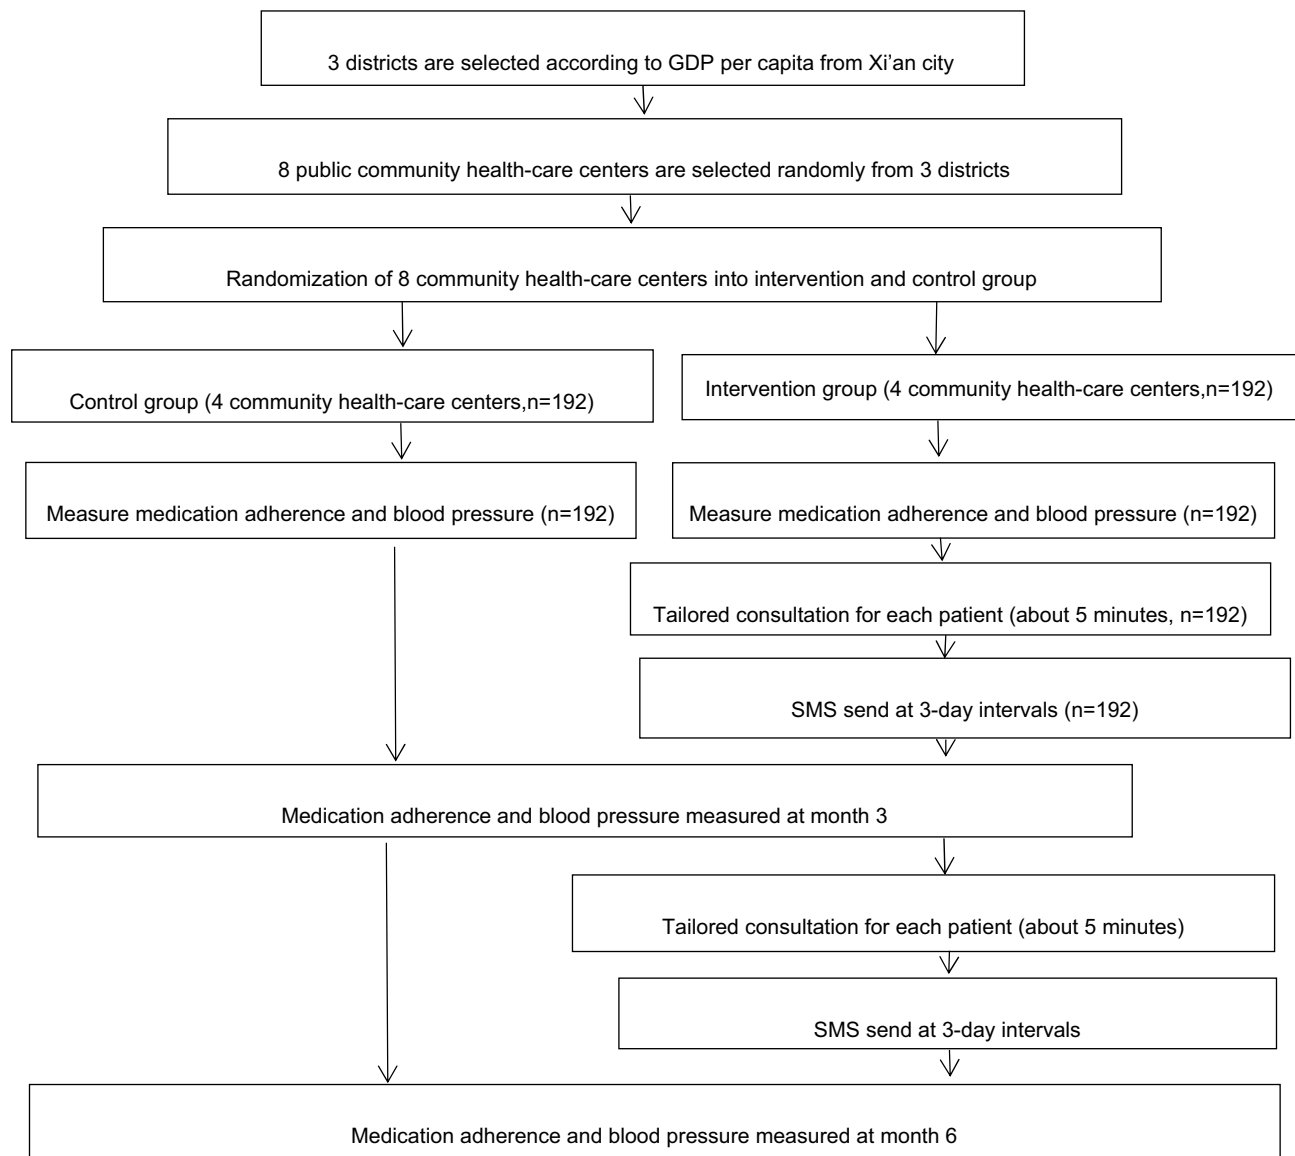 3 districts are selected according to GDP per capita from Xi’an city
8 public community health-care centers are selected randomly from 3 districts
Randomization of 8 community health-care centers into intervention and control group
Control group (4 community health-care centers,n=192)
Intervention group (4 community health-care centers,n=192)
Measure medication adherence and blood pressure (n=192)
Measure medication adherence and blood pressure (n=192)
Tailored consultation for each patient (about 5 minutes, n=192)
SMS send at 3-day intervals (n=192)
Medication adherence and blood pressure measured at month 3
Tailored consultation for each patient (about 5 minutes)
SMS send at 3-day intervals
Medication adherence and blood pressure measured at month 6